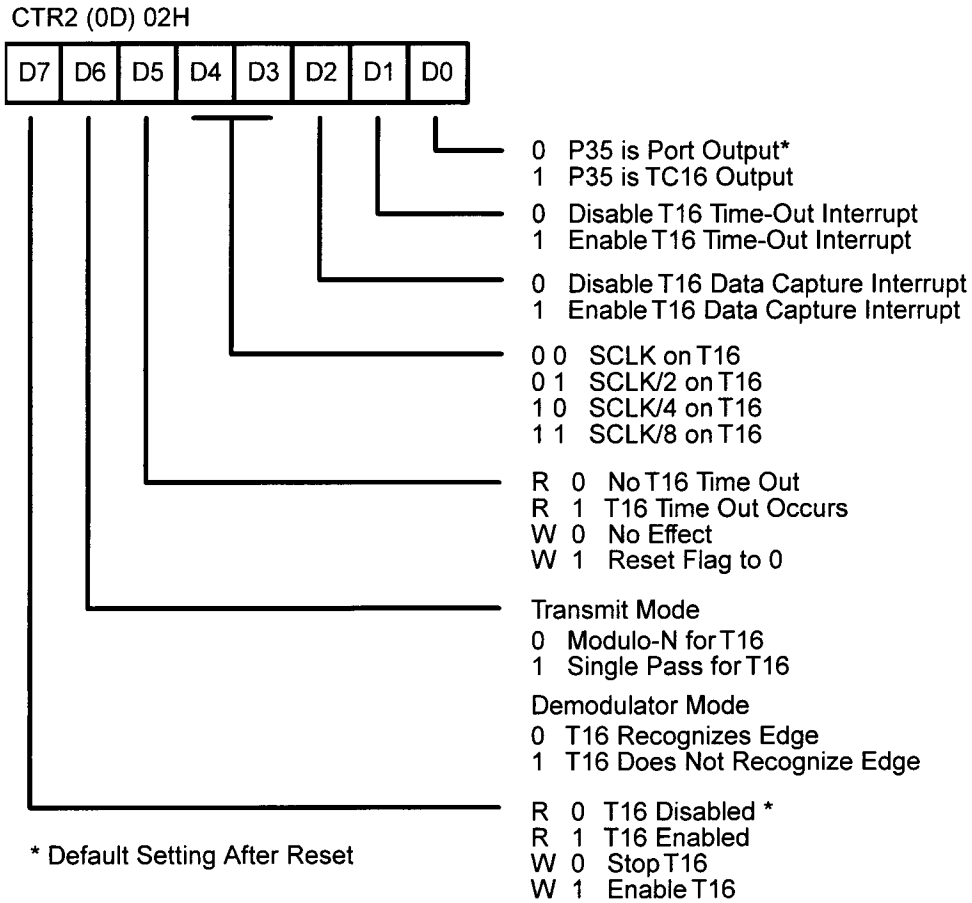 CTR2 (0D) 02H
D7 D6 D5 D4 D3 D2 D1 D0
0 P35 is Port Output*
1 P35 is TC16 Output
0 Disable T16 Time-Out Interrupt
1 Enable T16 Time-Out Interrupt
0 Disable T16 Data Capture Interrupt
1 Enable T16 Data Capture Interrupt
0 0 SCLK on T16
0 1 SCLK/2 on T16
1 0 SCLK/4 on T16
1 1 SCLK/8 on T16
R 0 No T16 Time Out
R 1 T16 Time Out Occurs
W 0 No Effect
W 1 Reset Flag to 0
Transmit Mode
0 Modulo-N for T16
1 Single Pass for T16
Demodulator Mode
0 T16 Recognizes Edge
1 T16 Does Not Recognize Edge
R 0 T16 Disabled *
R 1 T16 Enabled
W 0 Stop T16
W 1 Enable T16
* Default Setting After Reset